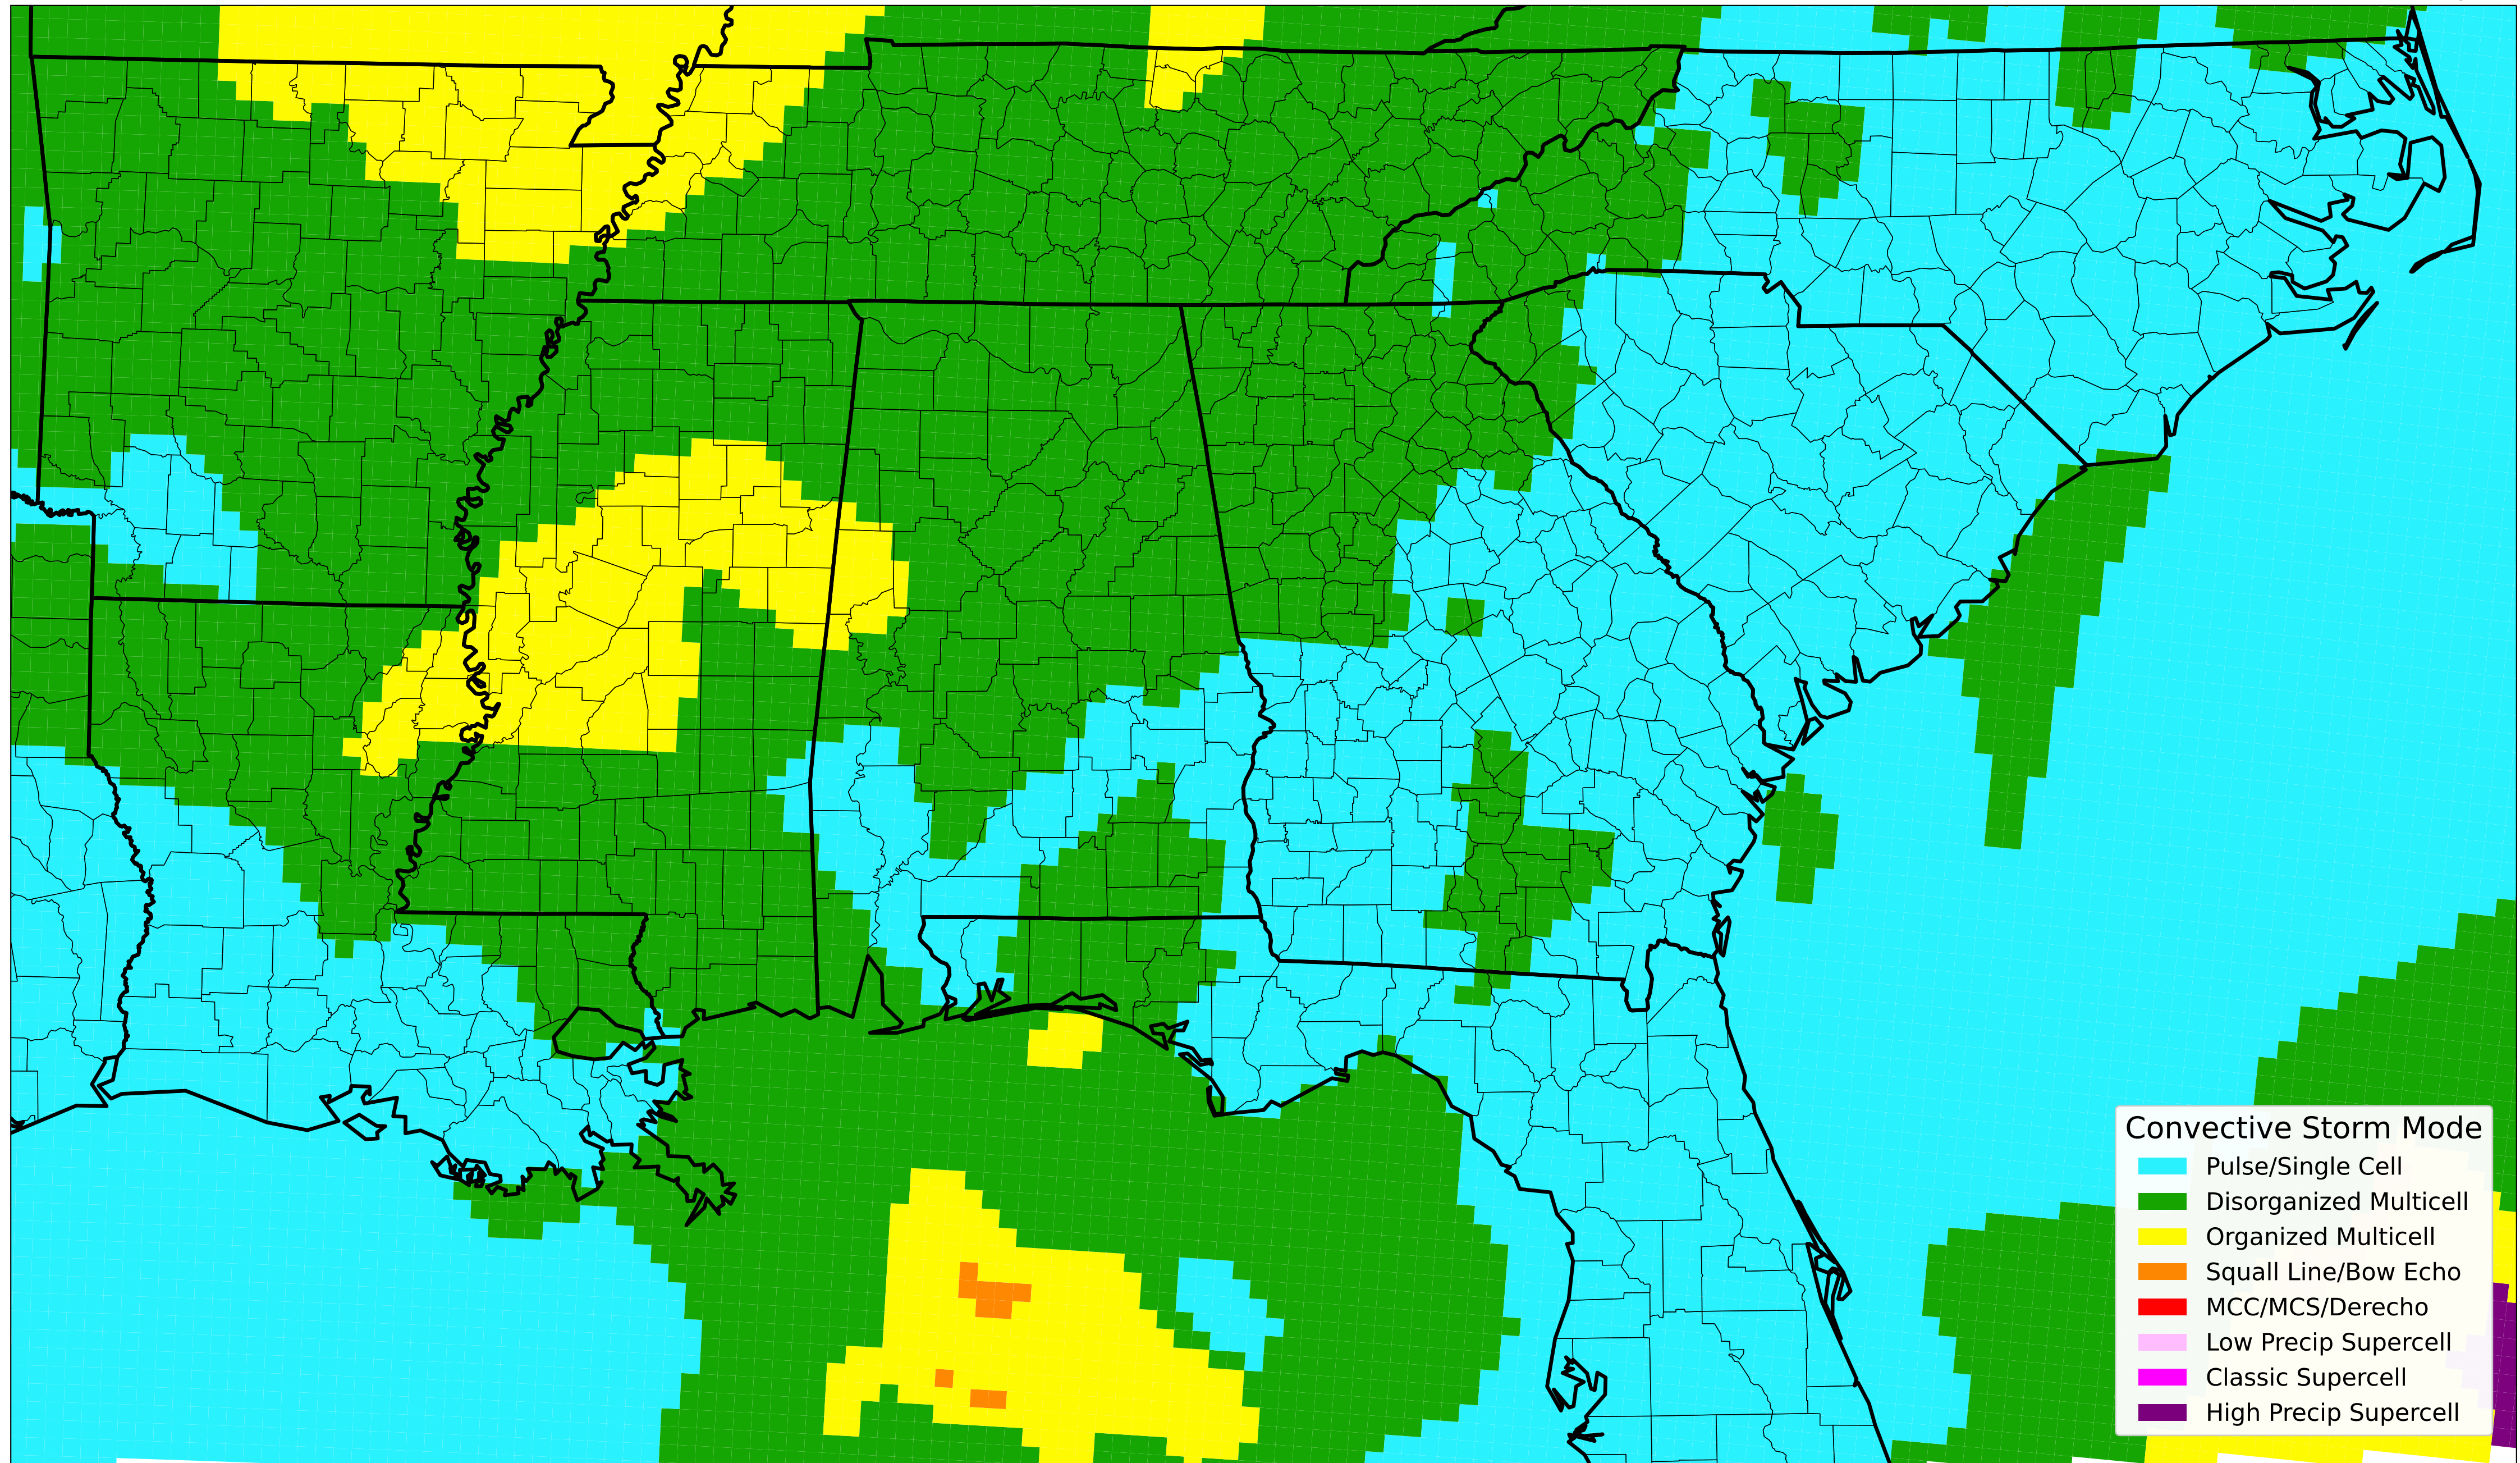 Convective Storm Mode
Pulse/Single Cell
Disorganized Multicell
Organized Multicell
Squall Line/Bow Echo
MCC/MCS/Derecho
Low Precip Supercell
Classic Supercell
High Precip Supercell